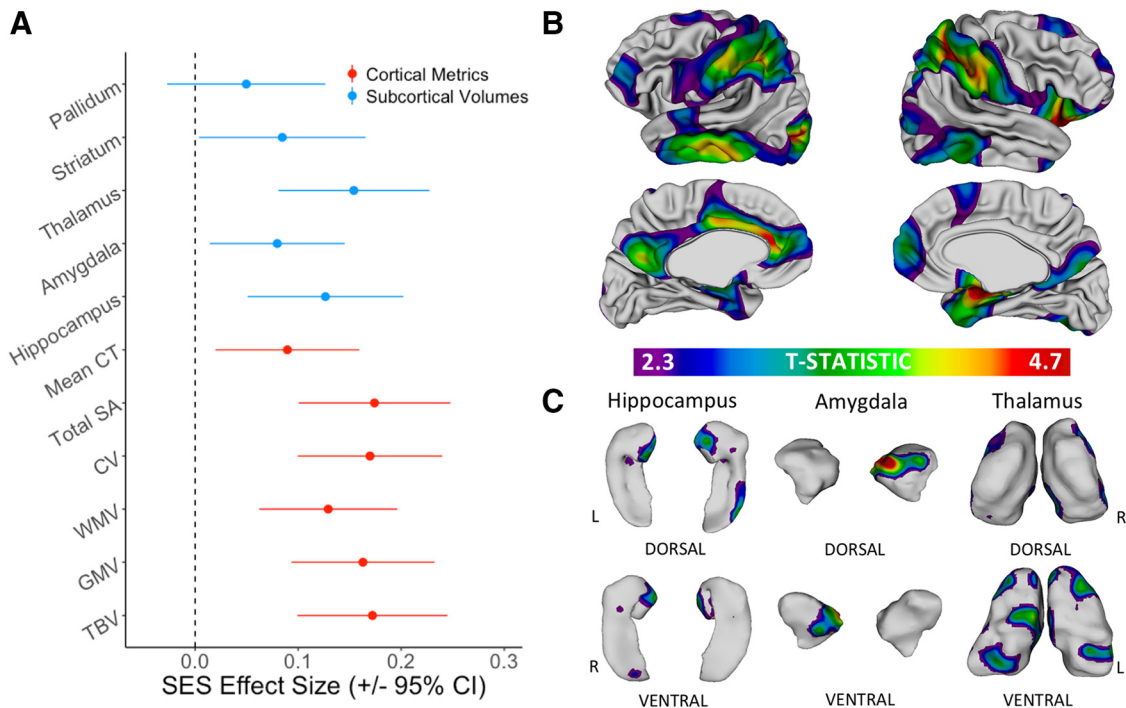 A
Cortical Metrics
Subcortical Volumes
Pallidum
Striatum
Thalamus
Amygdala
Hippocampus
Mean CT
Total SA
CV
WMV
GMV
TBV
0.0 0.1 0.2 0.3
SES Effect Size (+/- 95% CI)
B
2.3 T-STATISTIC 4.7
C
Hippocampus Amygdala Thalamus
L R
DORSAL DORSAL DORSAL
R L
VENTRAL VENTRAL VENTRAL